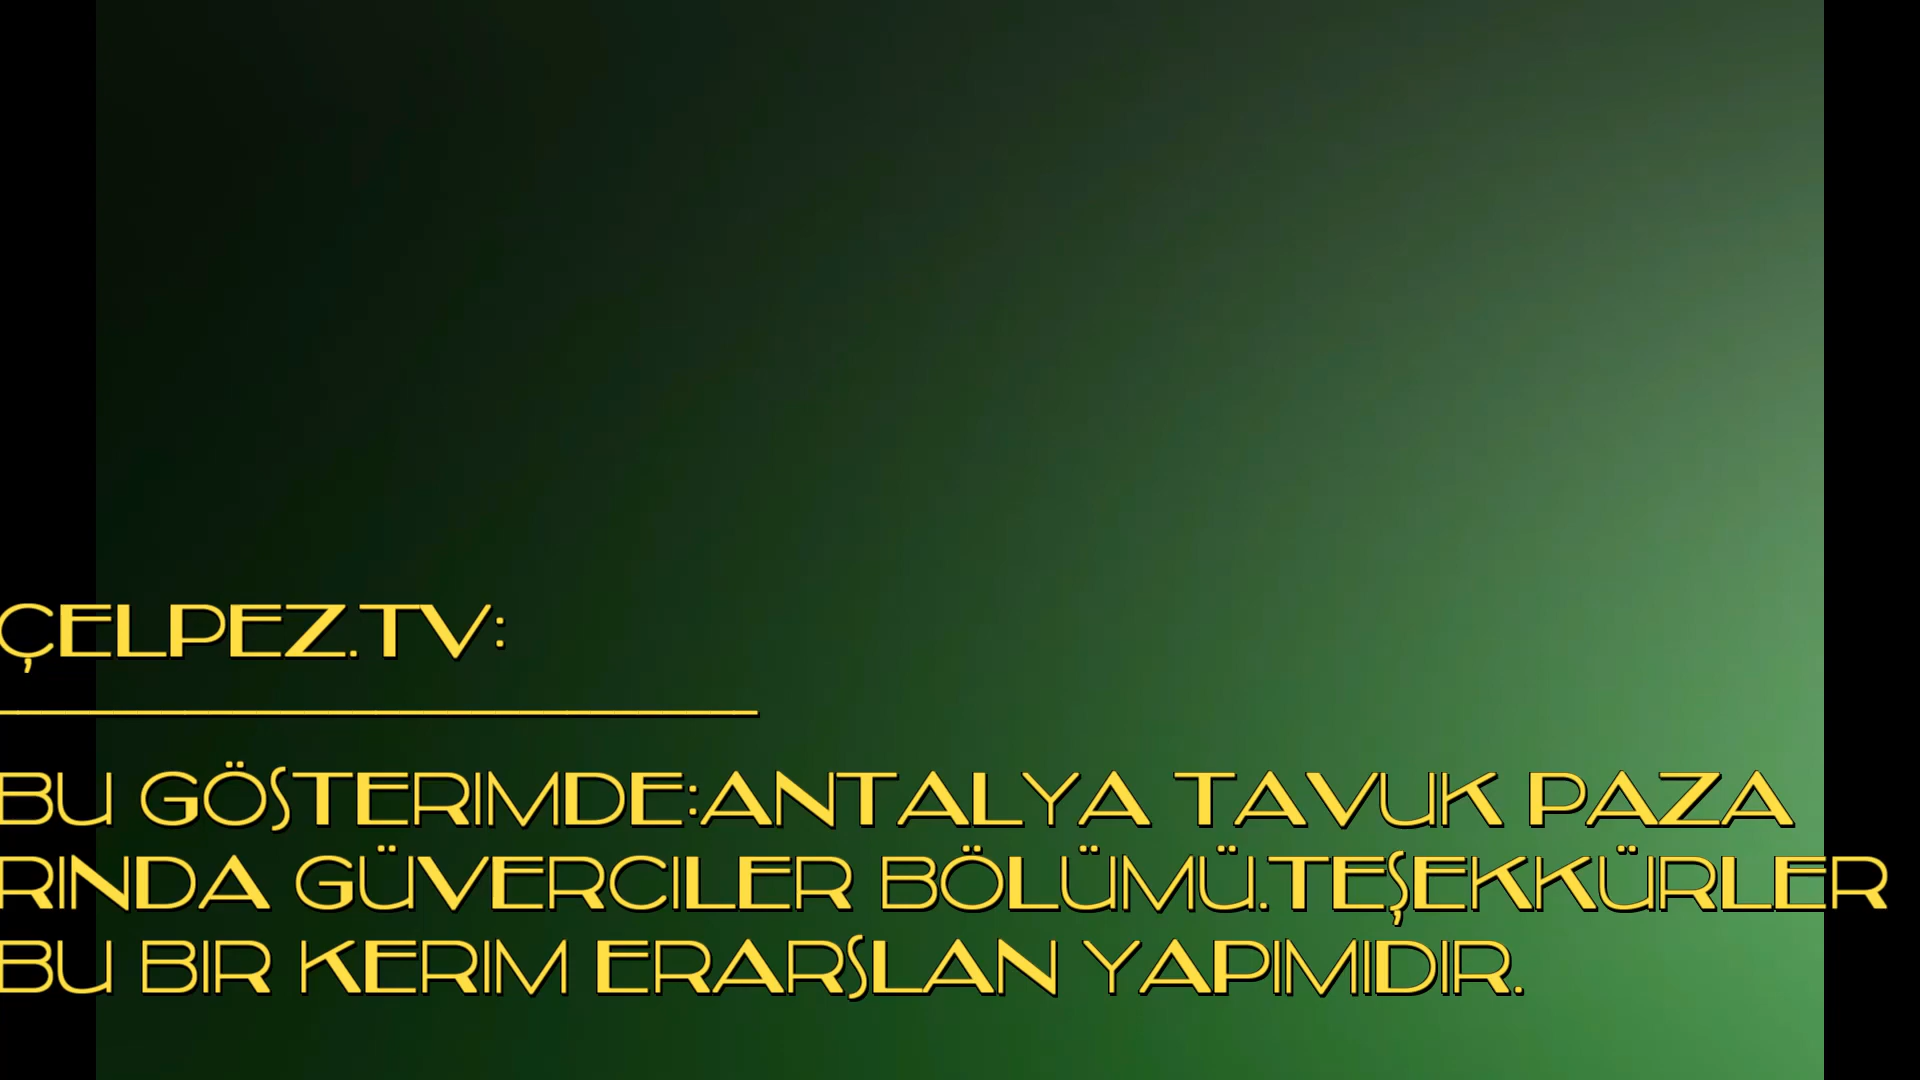 ÇELPEZ.TV:
BU GÖSTERIMDE:ANTALYA TAVUK PAZA
RINDA GÜVERCILER BÖLÜMÜ.TEŞEKKÜRLER
BU BIR KERIM ERARSLAN YAPIMIDIR.